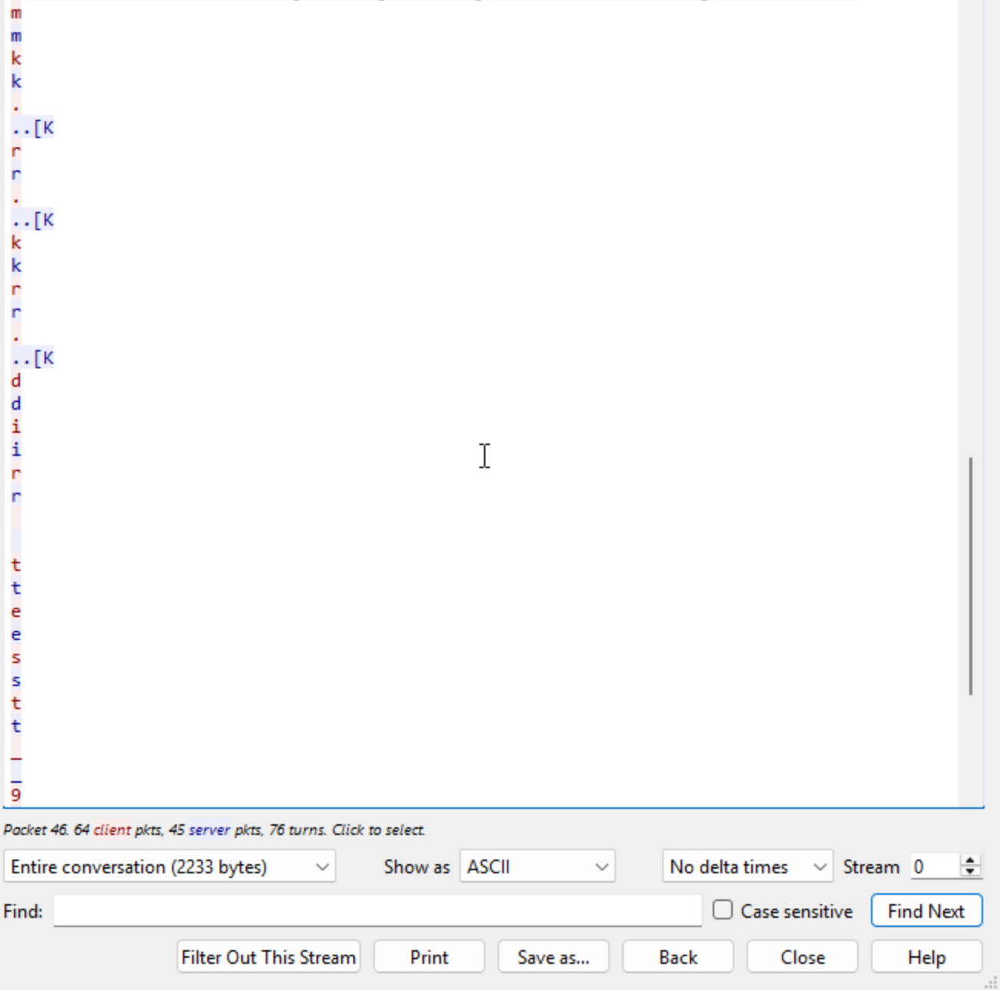 m
m
k
k
.
..[K
r
r
.
..[K
k
k
r
r
.
..[K
d
d
i
i
r
r
t
t
e
e
s
s
t
t
_
_
9
Packet 46. 64 client pkts, 45 server pkts, 76 turns. Click to select.
Entire conversation (2233 bytes) Show as ASCII No delta times Stream 0
Find: Case sensitive Find Next
Filter Out This Stream Print Save as... Back Close Help